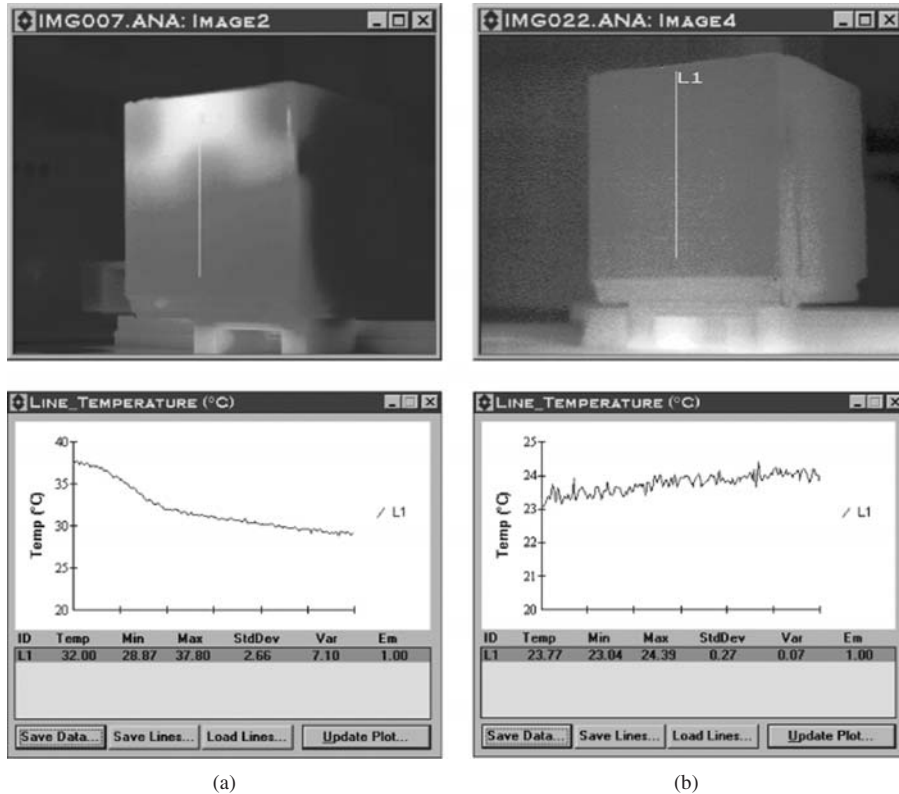 IMG007.ANA: IMAGE2
IMG022.ANA: IMAGE4
L1
LINE_TEMPERATURE (°C)
40
35
30
25
20
Temp (°C)
L1
ID Temp Min Max StdDev Var Em
L1 32.00 28.87 37.80 2.66 7.10 1.00
Save Data... Save Lines... Load Lines... Update Plot...
(a)
LINE_TEMPERATURE (°C)
25
24
23
22
21
20
Temp (°C)
L1
ID Temp Min Max StdDev Var Em
L1 23.77 23.04 24.39 0.27 0.07 1.00
Save Data... Save Lines... Load Lines... Update Plot...
(b)